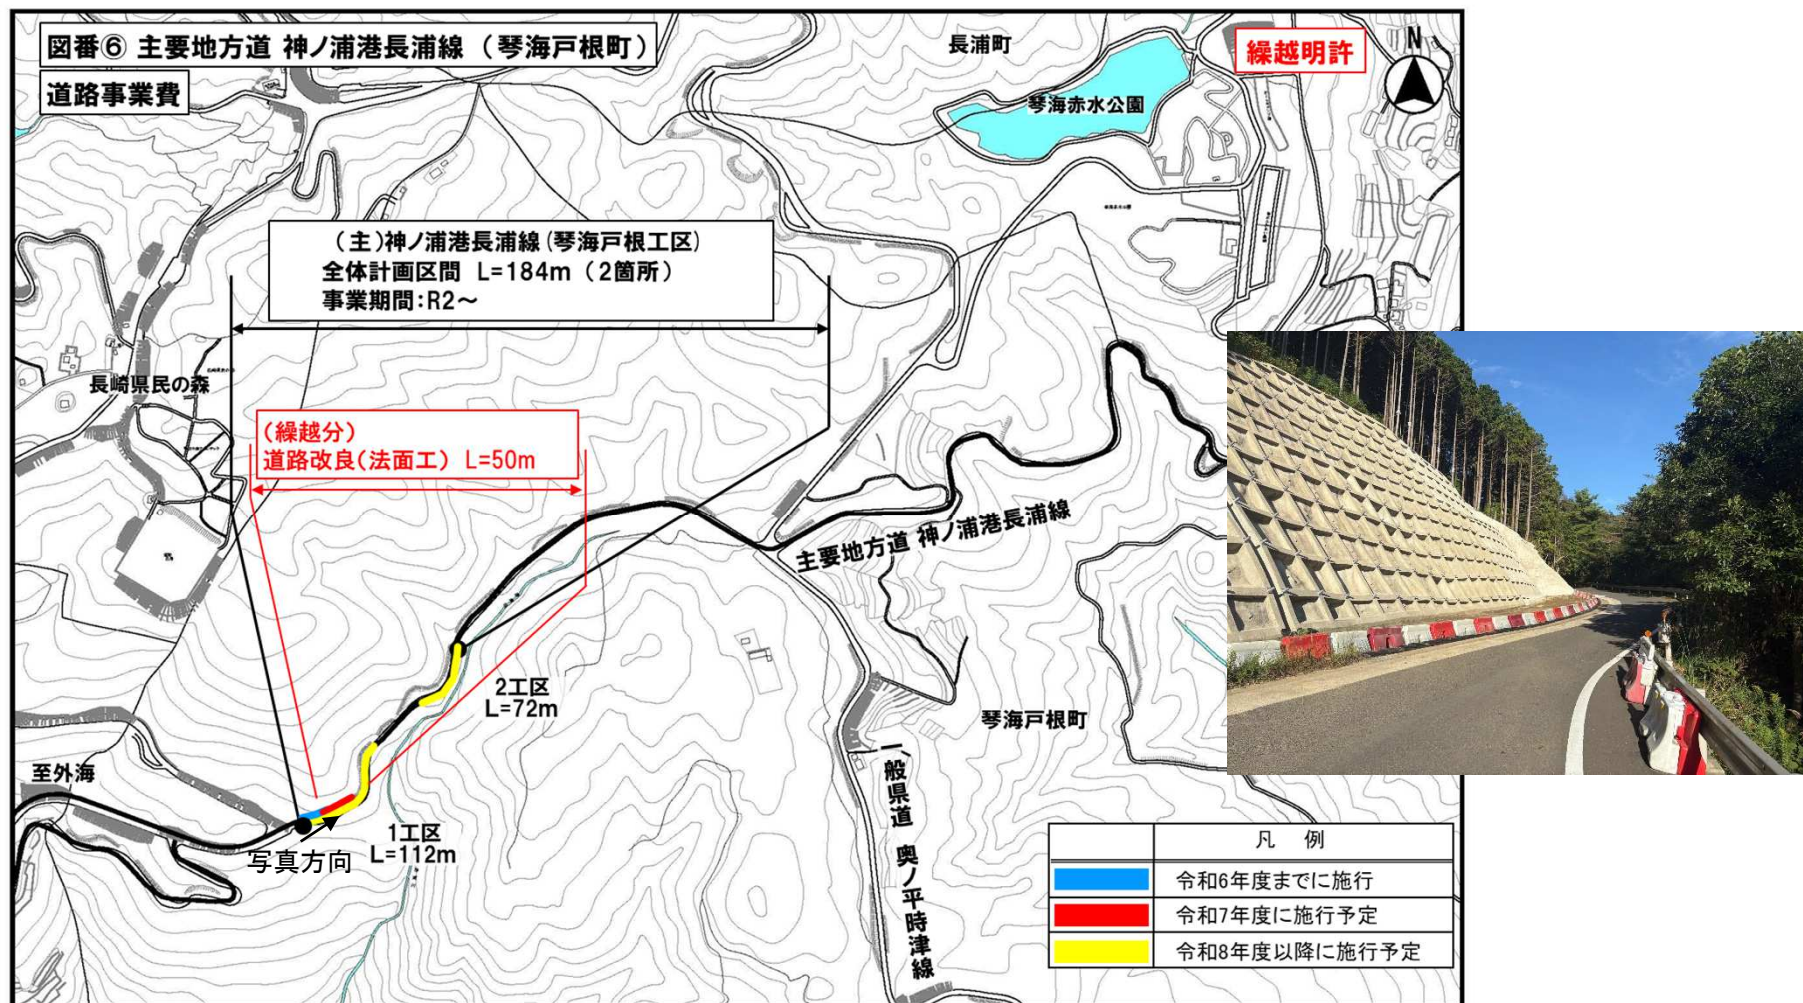 図番⑥ 主要地方道 神ノ浦港長浦線 （琴海戸根町）
道路事業費
長浦町
繰越明許
N
琴海赤水公園
（主）神ノ浦港長浦線（琴海戸根工区）
全体計画区間 L=184m（2箇所）
事業期間：R2～
長崎県民の森
（繰越分）
道路改良（法面工） L=50m
主要地方道 神ノ浦港長浦線
2工区
L=72m
琴海戸根町
至外海
1工区
L=112m
写真方向
一般県道 奥ノ平時津線
凡 例
令和6年度までに施行
令和7年度に施行予定
令和8年度以降に施行予定